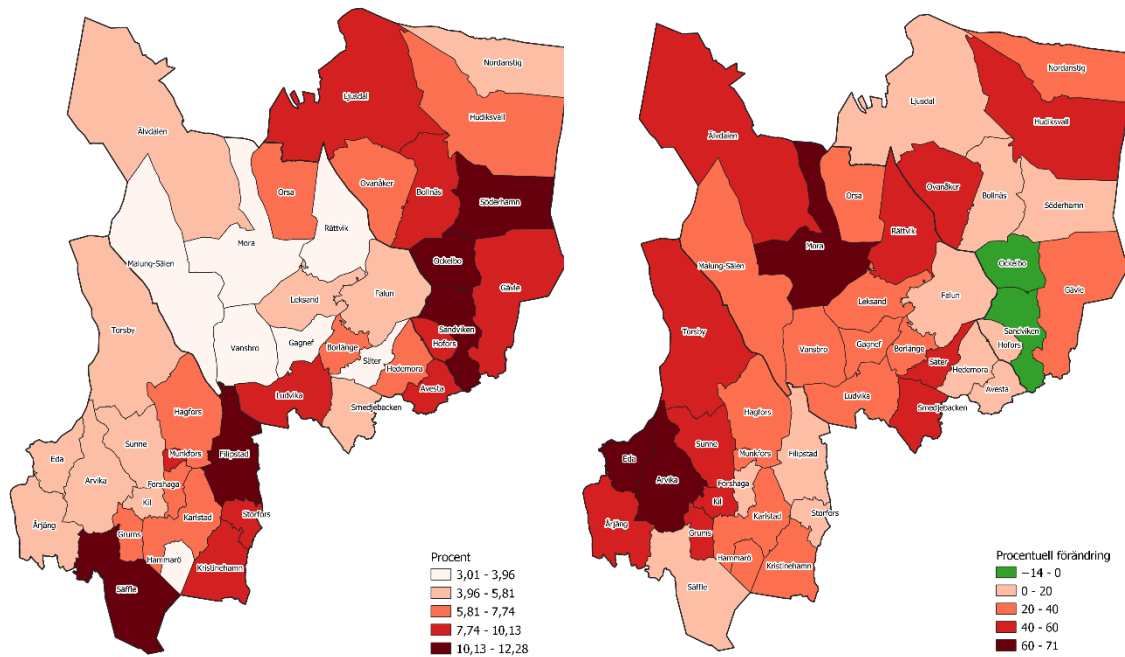 Nordanstig
Ljusdal
Hudiksvall
Älvdalen
Orsa
Ovanåker
Bollnäs
Söderhamn
Rättvik
Mora
Ockelbo
Malung-Sälen
Gävle
Falun
Leksand
Torsby
Sandviken
Gagnef
Hofors
Vansbro
Borlänge
Säter
Hedemora
Avesta
Ludvika
Smedjebacken
Hagfors
Sunne
Filipstad
Munkfors
Eda
Arvika
Forshaga
Kil
Storfors
Karlstad
Årjäng
Grums
Hammarö
Kristinehamn
Säffle
Procent
3,01 - 3,96
3,96 - 5,81
5,81 - 7,74
7,74 - 10,13
10,13 - 12,28
Nordanstig
Ljusdal
Hudiksvall
Älvdalen
Orsa
Ovanåker
Bollnäs
Söderhamn
Rättvik
Mora
Ockelbo
Malung-Sälen
Gävle
Falun
Leksand
Torsby
Sandviken
Gagnef
Hofors
Vansbro
Borlänge
Säter
Hedemora
Avesta
Ludvika
Smedjebacken
Hagfors
Sunne
Filipstad
Munkfors
Eda
Arvika
Forshaga
Kil
Storfors
Karlstad
Årjäng
Grums
Hammarö
Kristinehamn
Säffle
Procentuell förändring
−14 - 0
0 - 20
20 - 40
40 - 60
60 - 71